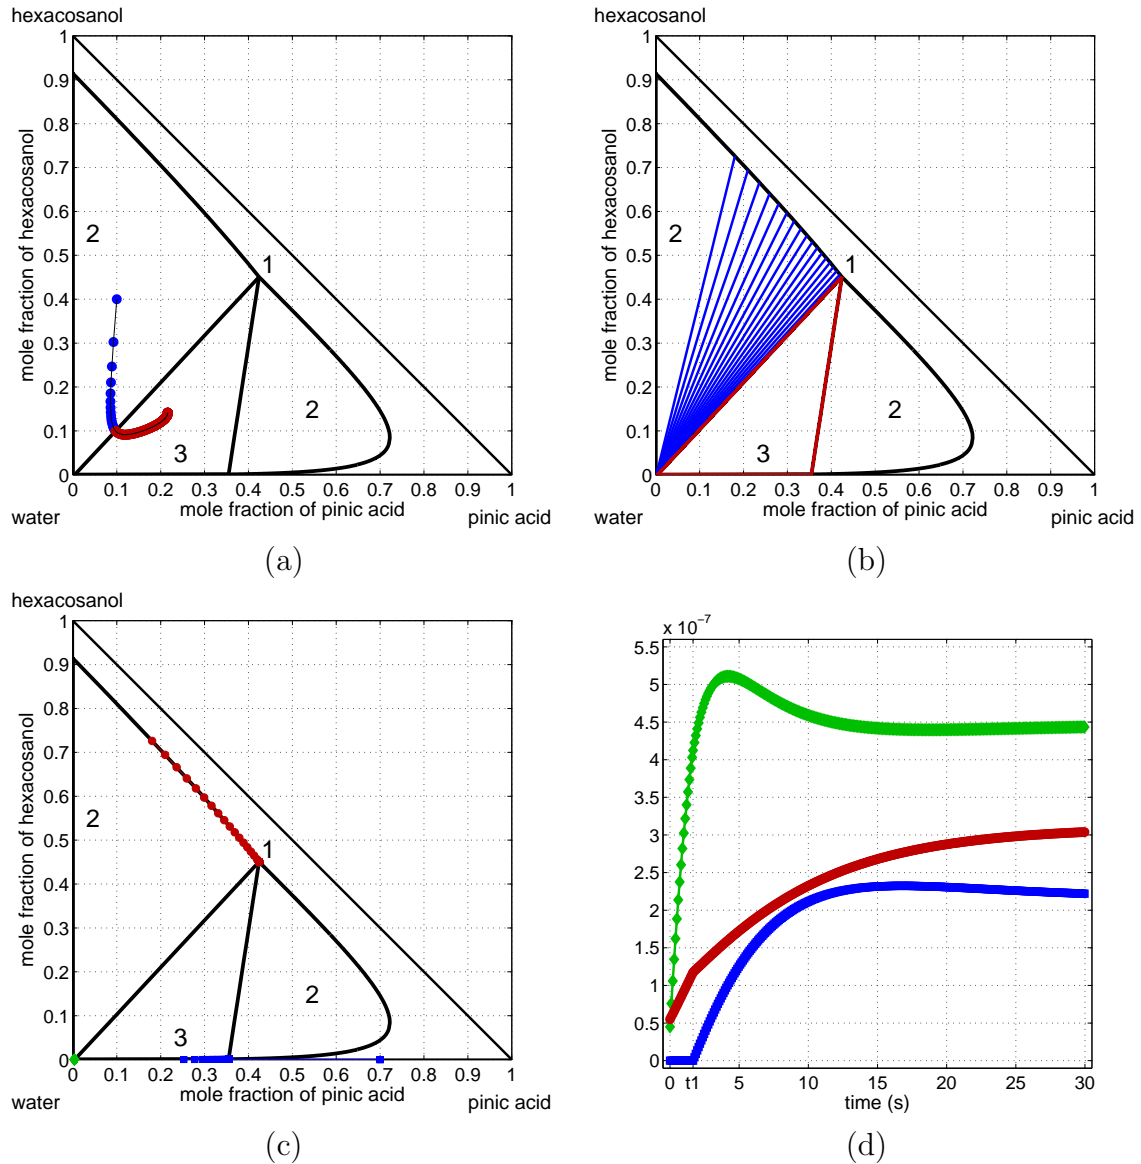 hexacosanol
1
0.9
0.8
0.7
0.6
0.5
0.4
0.3
0.2
0.1
0
mole fraction of hexacosanol
2
1
2
3
0 0.1 0.2 0.3 0.4 0.5 0.6 0.7 0.8 0.9 1
mole fraction of pinic acid
water
pinic acid
(a)
hexacosanol
1
0.9
0.8
0.7
0.6
0.5
0.4
0.3
0.2
0.1
0
mole fraction of hexacosanol
2
1
2
3
0 0.1 0.2 0.3 0.4 0.5 0.6 0.7 0.8 0.9 1
mole fraction of pinic acid
water
pinic acid
(b)
hexacosanol
1
0.9
0.8
0.7
0.6
0.5
0.4
0.3
0.2
0.1
0
mole fraction of hexacosanol
2
1
2
3
0 0.1 0.2 0.3 0.4 0.5 0.6 0.7 0.8 0.9 1
mole fraction of pinic acid
water
pinic acid
(c)
x 10⁻⁷
5.5
5
4.5
4
3.5
3
2.5
2
1.5
1
0.5
0
0 t1 5 10 15 20 25 30
time (s)
(d)